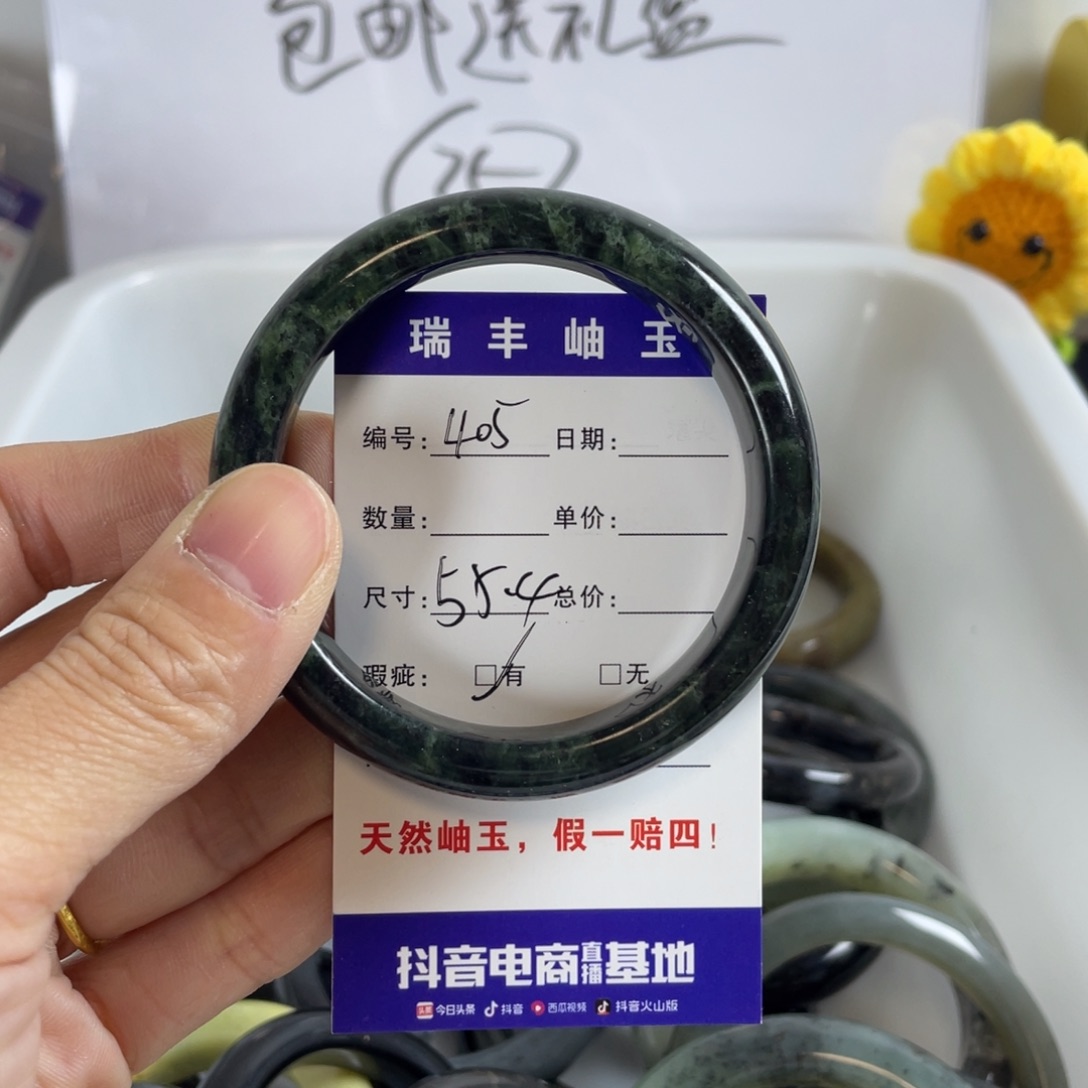 包邮送礼盒
瑞丰岫玉
编号: 405 日期:
数量: 单价:
尺寸: 55.4 总价:
瑕疵: □有 □无
天然岫玉，假一赔四！
抖音电商直播基地
头条 今日头条 抖音 西瓜视频 抖音火山版